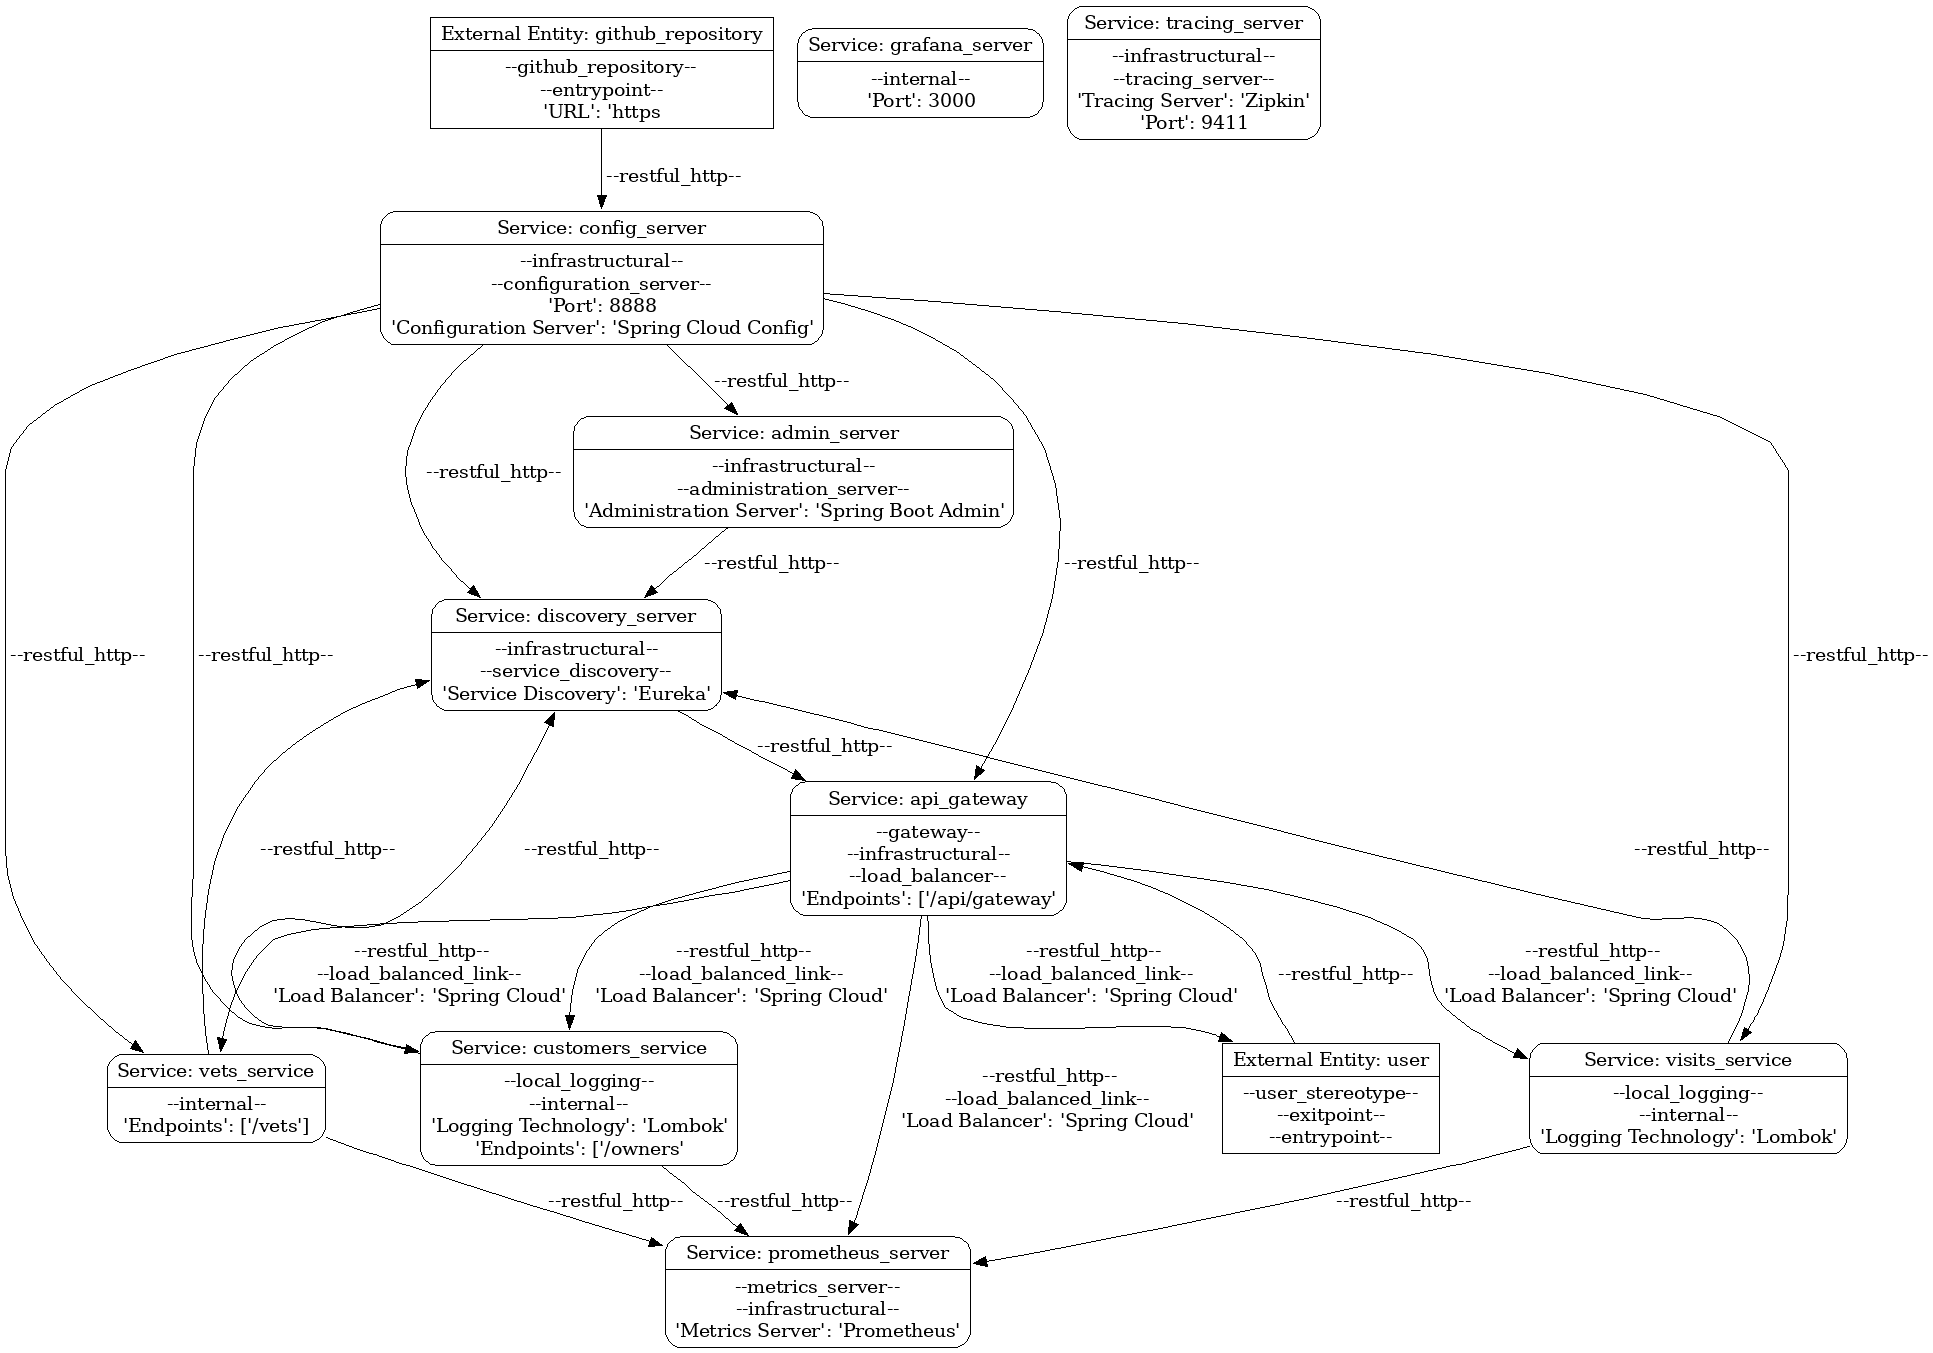 External Entity: github_repository
--github_repository--
--entrypoint--
'URL': 'https
Service: grafana_server
--internal--
'Port': 3000
Service: tracing_server
--infrastructural--
--tracing_server--
'Tracing Server': 'Zipkin'
'Port': 9411
--restful_http--
Service: config_server
--infrastructural--
--configuration_server--
'Port': 8888
'Configuration Server': 'Spring Cloud Config'
--restful_http--
Service: admin_server
--infrastructural--
--administration_server--
'Administration Server': 'Spring Boot Admin'
--restful_http--
--restful_http--
--restful_http--
Service: discovery_server
--infrastructural--
--service_discovery--
'Service Discovery': 'Eureka'
--restful_http--
--restful_http--
--restful_http--
--restful_http--
Service: api_gateway
--gateway--
--infrastructural--
--load_balancer--
'Endpoints': ['/api/gateway'
--restful_http--
--restful_http--
--restful_http--
--restful_http--
--load_balanced_link--
'Load Balancer': 'Spring Cloud'
--restful_http--
--load_balanced_link--
'Load Balancer': 'Spring Cloud'
--restful_http--
--load_balanced_link--
'Load Balancer': 'Spring Cloud'
--restful_http--
--restful_http--
--load_balanced_link--
'Load Balancer': 'Spring Cloud'
Service: vets_service
--internal--
'Endpoints': ['/vets']
Service: customers_service
--local_logging--
--internal--
'Logging Technology': 'Lombok'
'Endpoints': ['/owners'
--restful_http--
--load_balanced_link--
'Load Balancer': 'Spring Cloud'
External Entity: user
--user_stereotype--
--exitpoint--
--entrypoint--
Service: visits_service
--local_logging--
--internal--
'Logging Technology': 'Lombok'
--restful_http--
--restful_http--
--restful_http--
Service: prometheus_server
--metrics_server--
--infrastructural--
'Metrics Server': 'Prometheus'